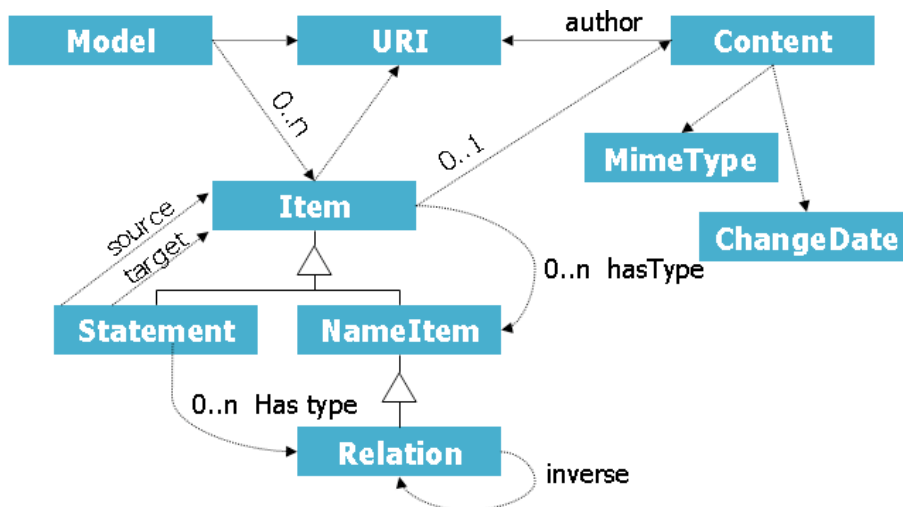 Model
URI
author
Content
0..n
0..1
MimeType
Item
source
target
ChangeDate
0..n hasType
Statement
NameItem
0..n Has type
Relation
inverse